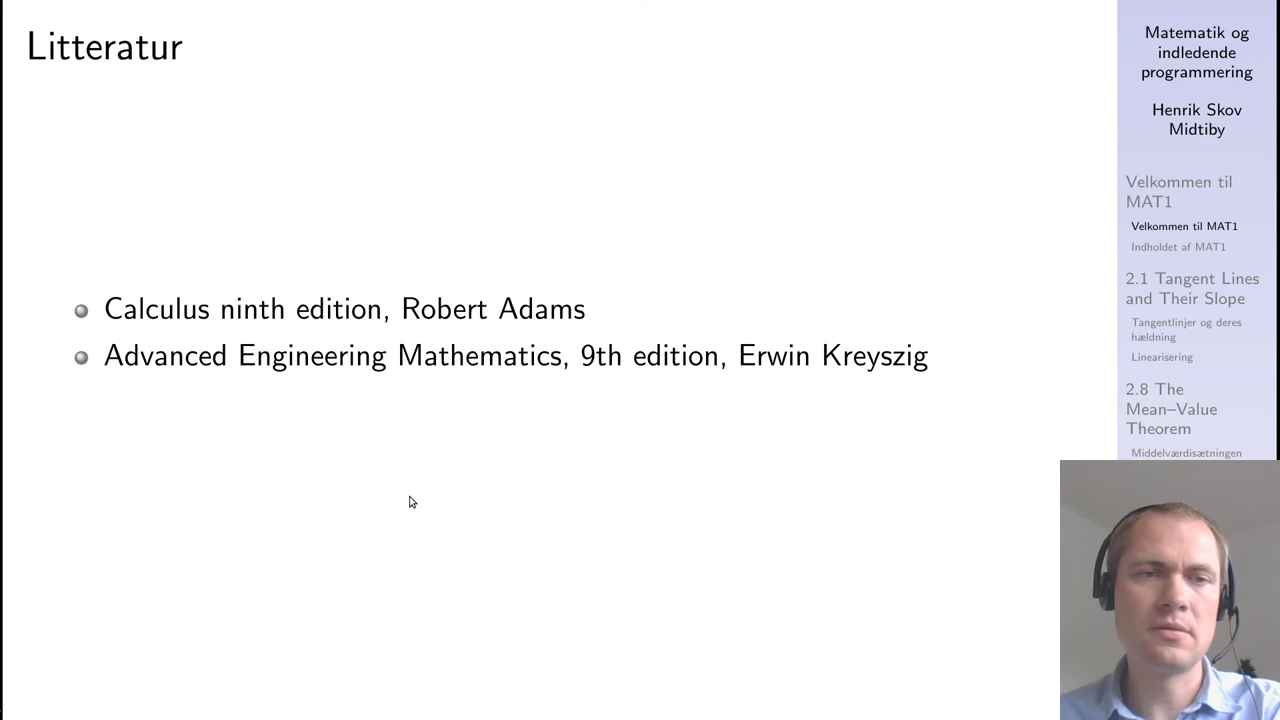 Litteratur
Calculus ninth edition, Robert Adams
Advanced Engineering Mathematics, 9th edition, Erwin Kreyszig
Matematik og
indledende
programmering
Henrik Skov
Midtiby
Velkommen til
MAT1
Velkommen til MAT1
Indholdet af MAT1
2.1 Tangent Lines
and Their Slope
Tangentlinjer og deres
hældning
Linearisering
2.8 The
Mean–Value
Theorem
Middelværdisætningen